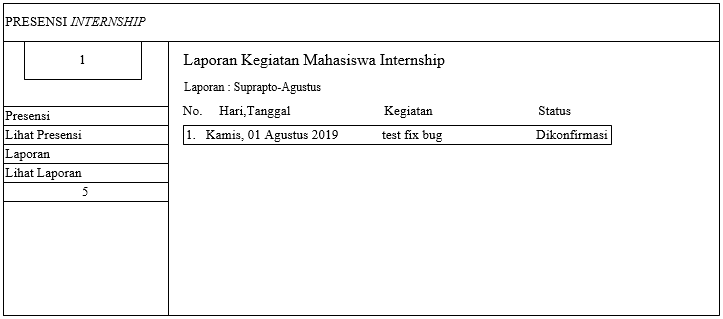 PRESENSI INTERNSHIP
1
Presensi
Lihat Presensi
Laporan
Lihat Laporan
5
Laporan Kegiatan Mahasiswa Internship
Laporan : Suprapto-Agustus
No. Hari,Tanggal Kegiatan Status
1. Kamis, 01 Agustus 2019 test fix bug Dikonfirmasi